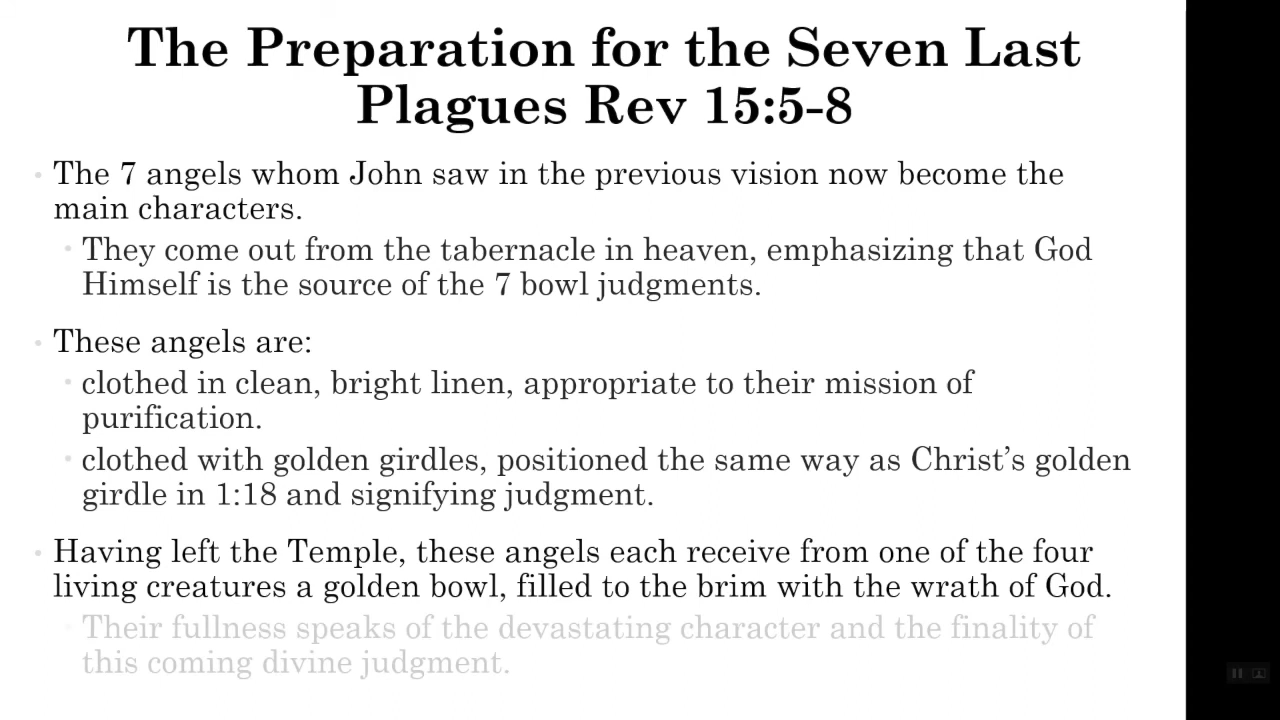 The Preparation for the Seven Last
Plagues Rev 15:5-8
• The 7 angels whom John saw in the previous vision now become the
main characters.
• They come out from the tabernacle in heaven, emphasizing that God
Himself is the source of the 7 bowl judgments.
• These angels are:
• clothed in clean, bright linen, appropriate to their mission of
purification.
• clothed with golden girdles, positioned the same way as Christ’s golden
girdle in 1:18 and signifying judgment.
• Having left the Temple, these angels each receive from one of the four
living creatures a golden bowl, filled to the brim with the wrath of God.
• Their fullness speaks of the devastating character and the finality of
this coming divine judgment.